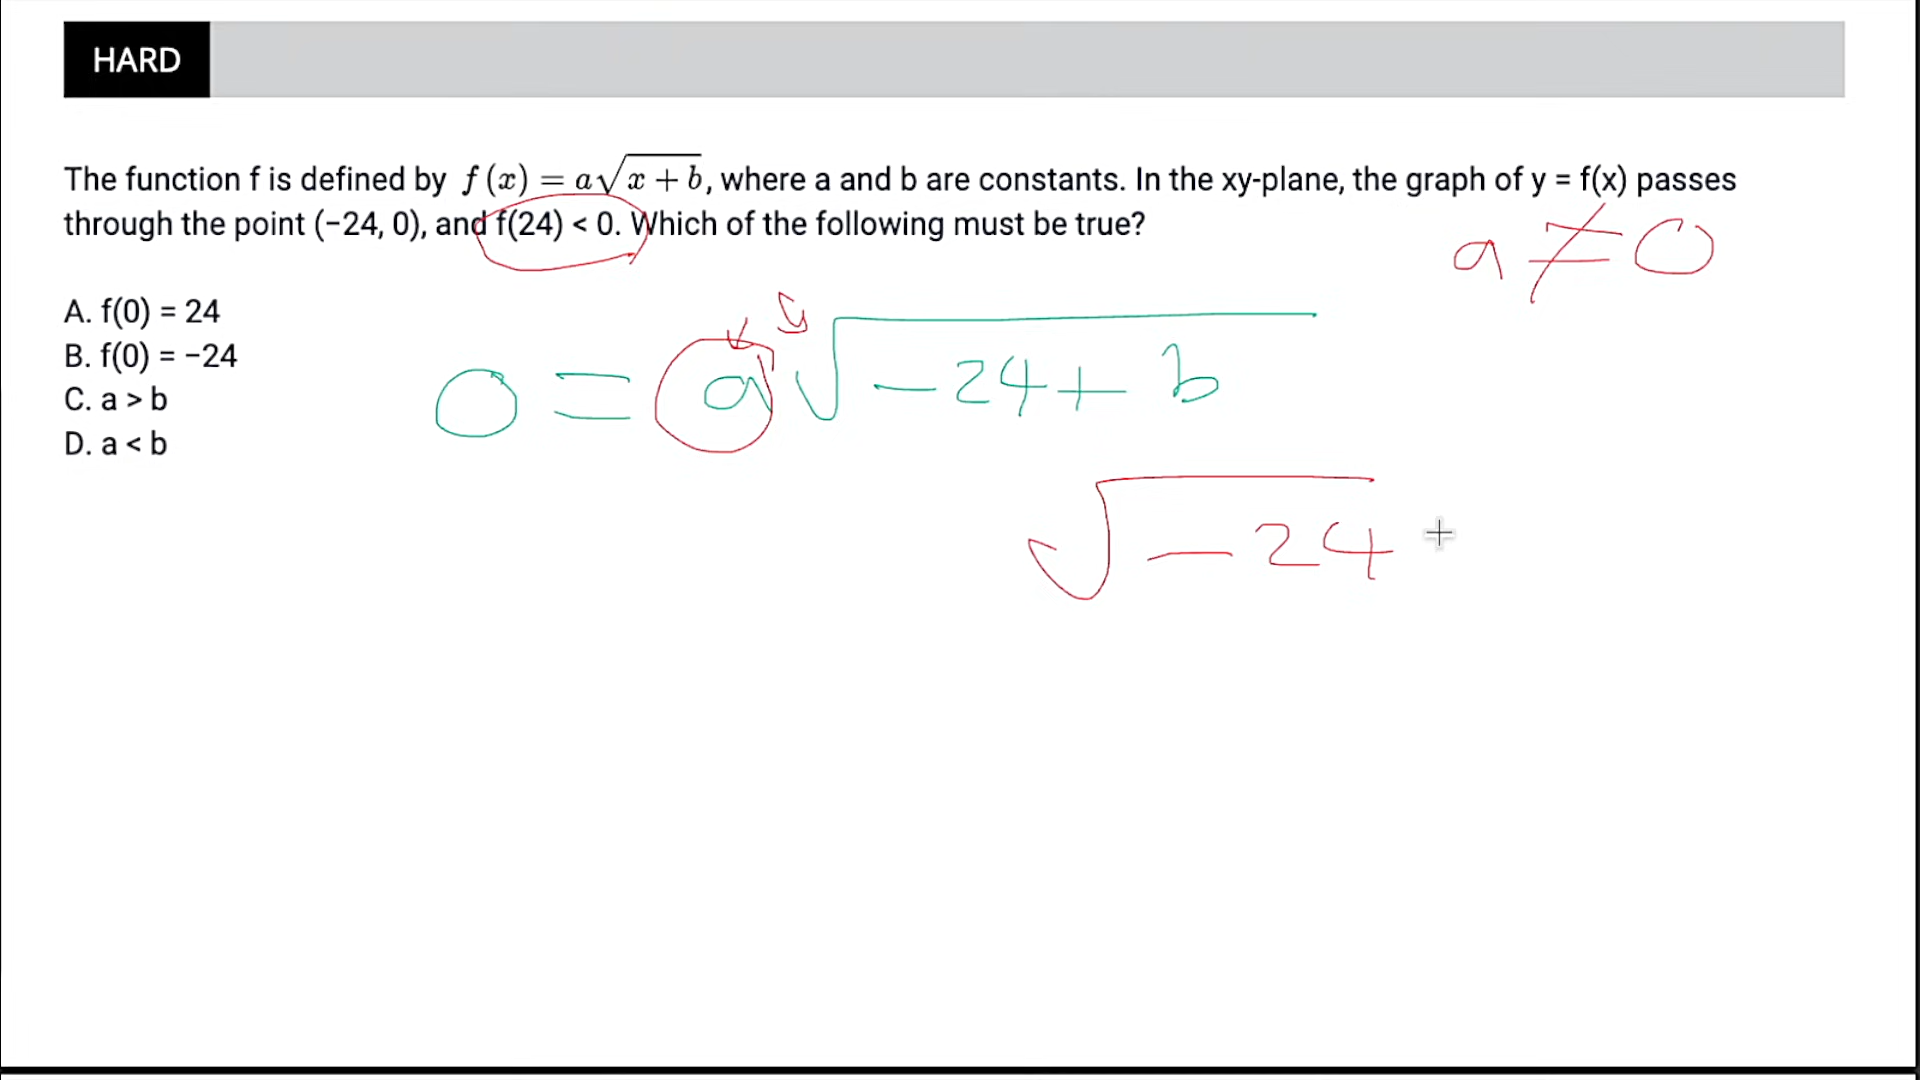 HARD
The function f is defined by f(x) = a√(x + b), where a and b are constants. In the xy-plane, the graph of y = f(x) passes
through the point (−24, 0), and f(24) < 0. Which of the following must be true?
a ≠ 0
A. f(0) = 24
B. f(0) = −24
C. a > b
D. a < b
0 = a√(−24 + b)
√−24